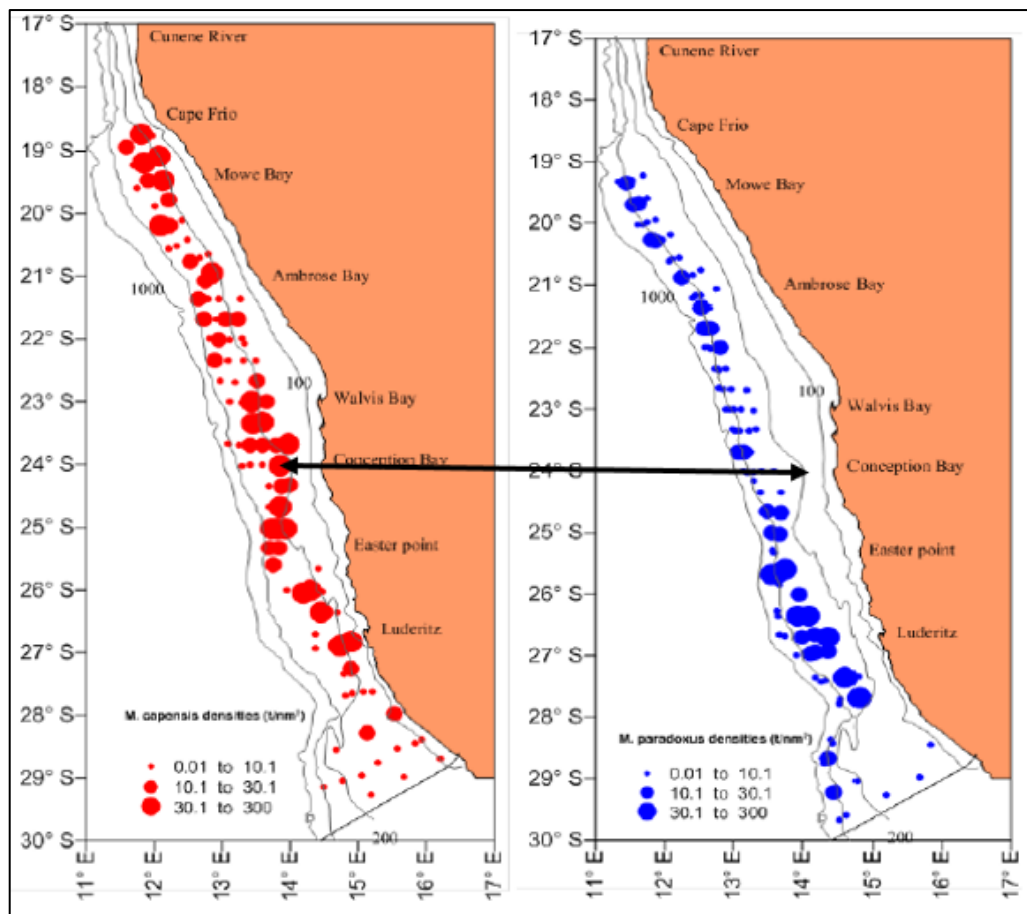 17° S
18° S
19° S
20° S
21° S
22° S
23° S
24° S
25° S
26° S
27° S
28° S
29° S
30° S
Cunene River
Cape Frio
Mowe Bay
Ambrose Bay
1000
100
Walvis Bay
Conception Bay
Easter point
Luderitz
M. capensis densities (t/nm²)
0.01 to 10.1
10.1 to 30.1
30.1 to 300
200
11° E
12° E
13° E
14° E
15° E
16° E
17° E
17° S
18° S
19° S
20° S
21° S
22° S
23° S
24° S
25° S
26° S
27° S
28° S
29° S
30° S
Cunene River
Cape Frio
Mowe Bay
Ambrose Bay
1000
100
Walvis Bay
Conception Bay
Easter point
Luderitz
M. paradoxus densities (t/nm²)
0.01 to 10.1
10.1 to 30.1
30.1 to 300
200
11° E
12° E
13° E
14° E
15° E
16° E
17° E